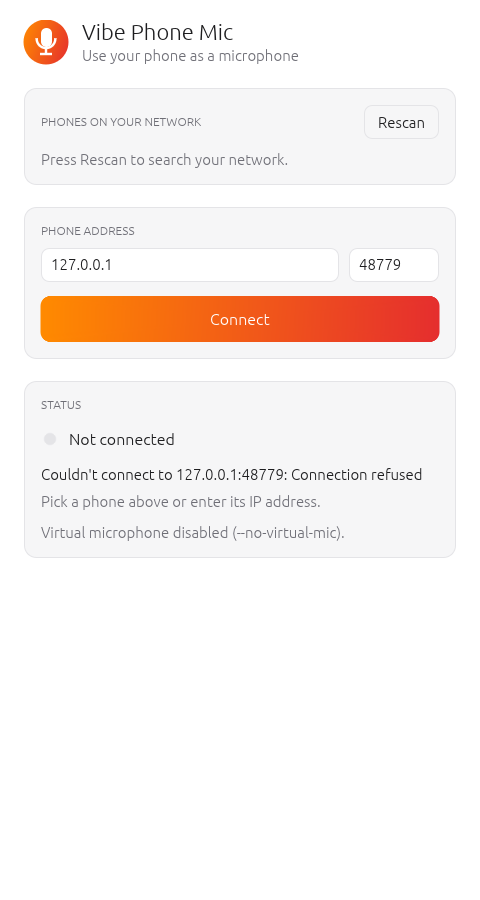 Vibe Phone Mic
Use your phone as a microphone
PHONES ON YOUR NETWORK
Rescan
Press Rescan to search your network.
PHONE ADDRESS
127.0.0.1
48779
Connect
STATUS
Not connected
Couldn't connect to 127.0.0.1:48779: Connection refused
Pick a phone above or enter its IP address.
Virtual microphone disabled (--no-virtual-mic).